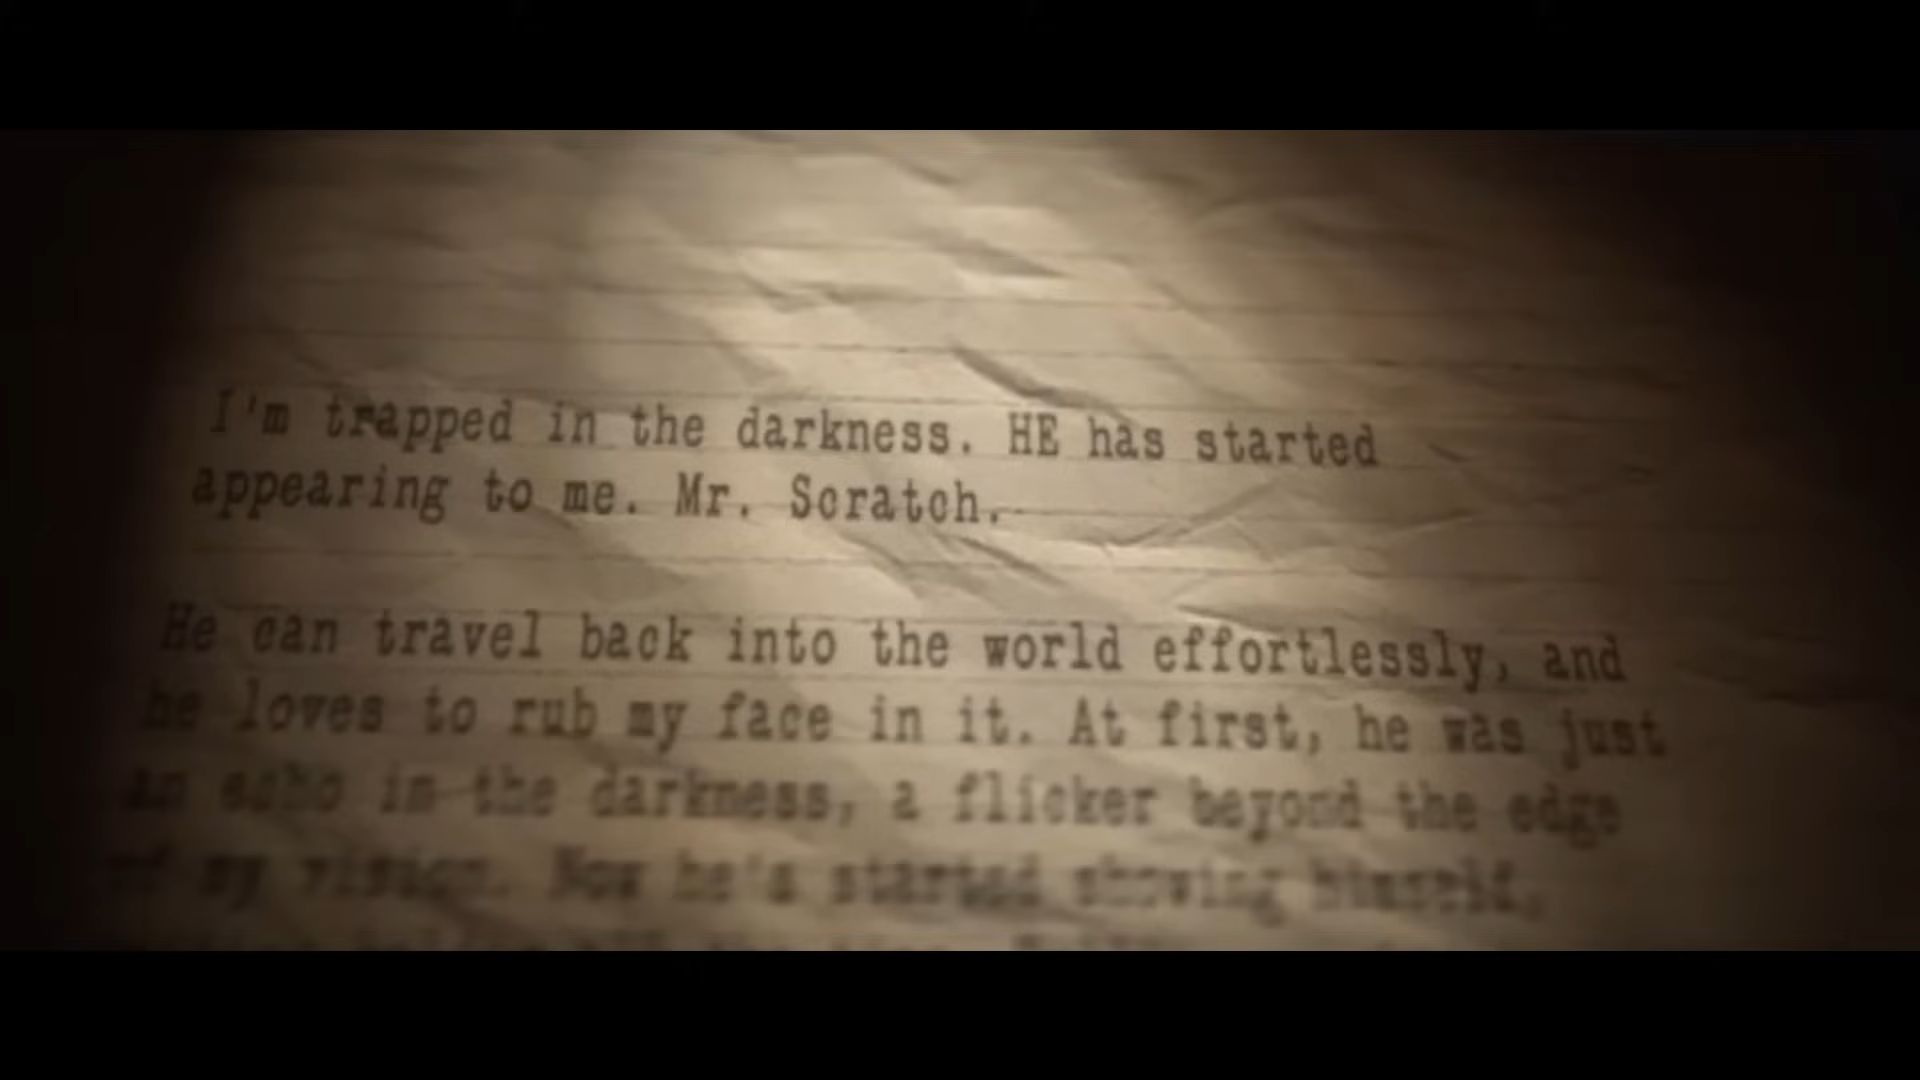 I'm trapped in the darkness. HE has started
appearing to me. Mr. Scratch.
He can travel back into the world effortlessly, and
he loves to rub my face in it. At first, he was just
an echo in the darkness, a flicker beyond the edge
of my vision. Now he's started showing himself,